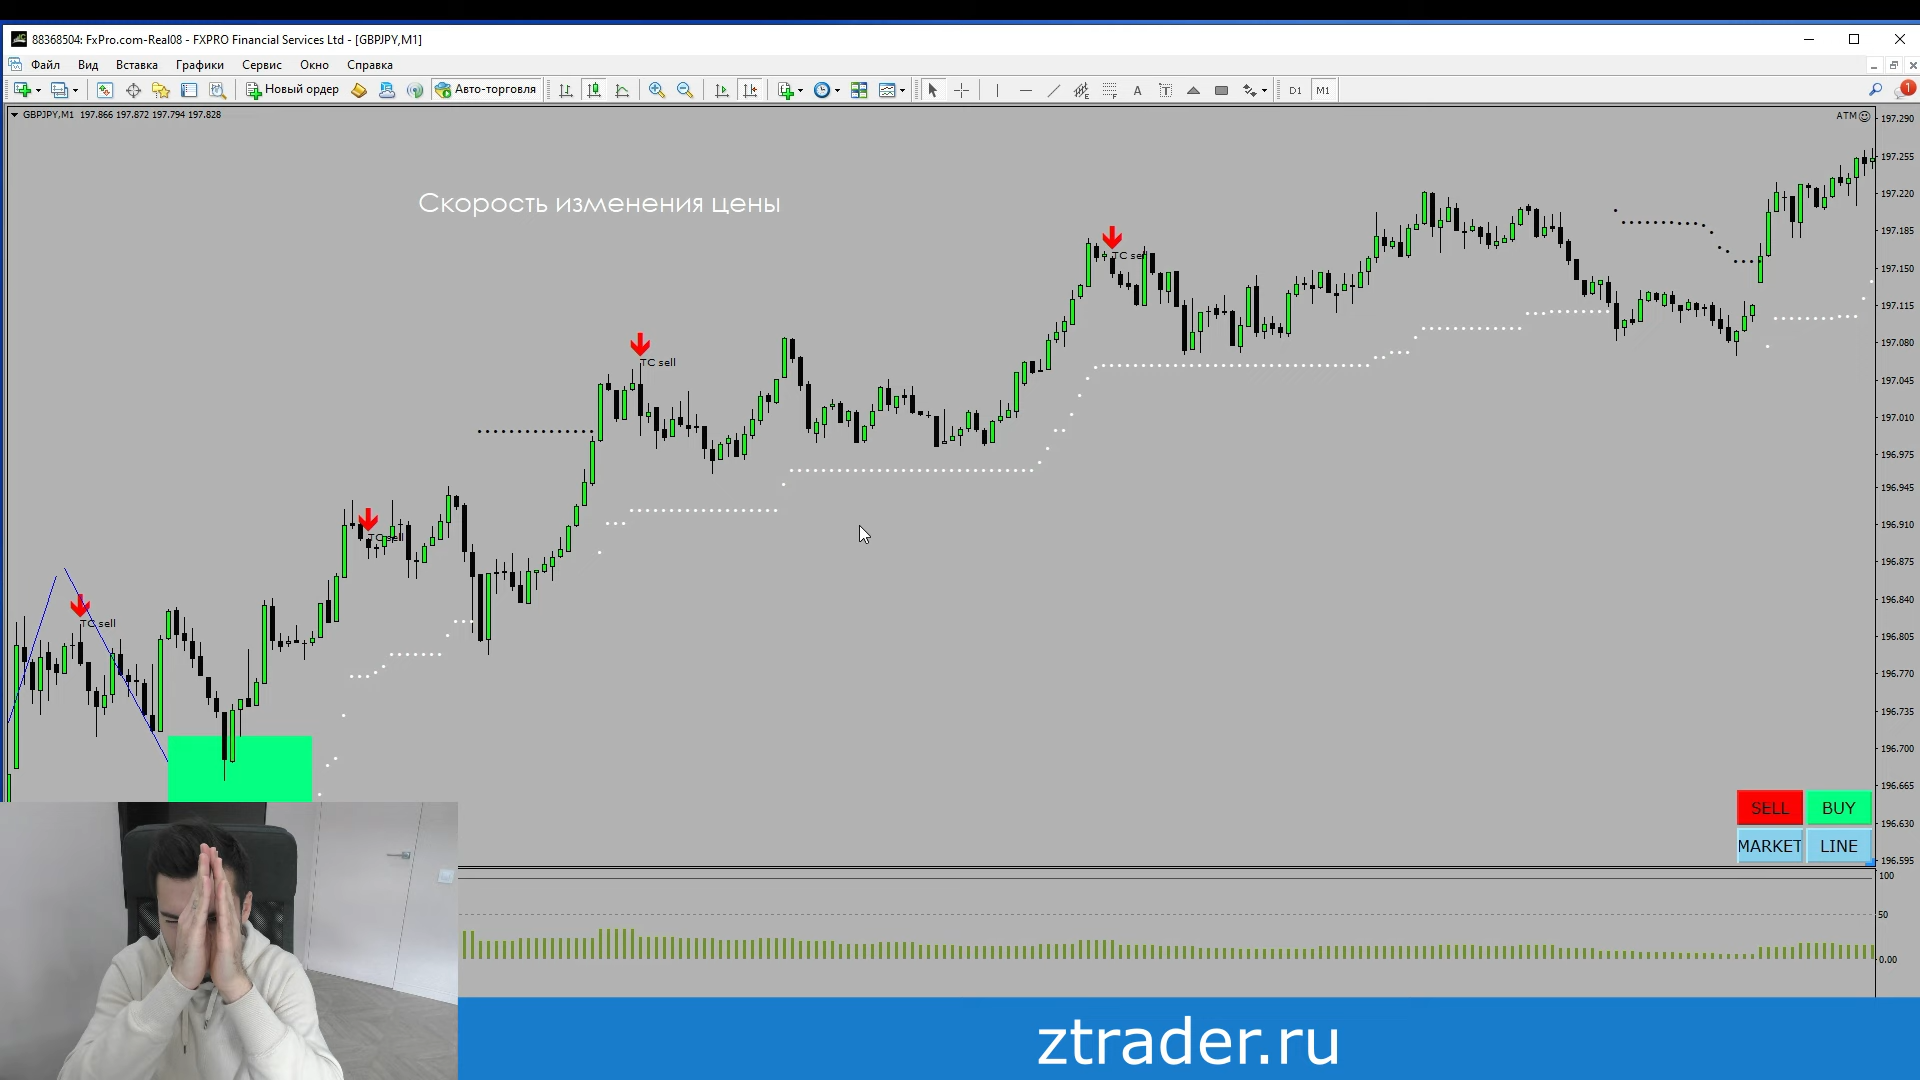 88368504: FxPro.com-Real08 - FXPRO Financial Services Ltd - [GBPJPY,M1]
Файл Вид Вставка Графики Сервис Окно Справка
Новый ордер Авто-торговля A T D1 M1 1
GBPJPY,M1 197.866 197.872 197.794 197.828
ATM
197.290
197.255
Скорость изменения цены
197.220
197.185
TC sell
197.150
197.115
197.080
TC sell
197.045
197.010
196.975
196.945
196.910
TC sell
196.875
196.840
TC sell
196.805
196.770
196.735
196.700
196.665
SELL BUY
196.630
MARKET LINE
196.595
100
50
0.00
ztrader.ru